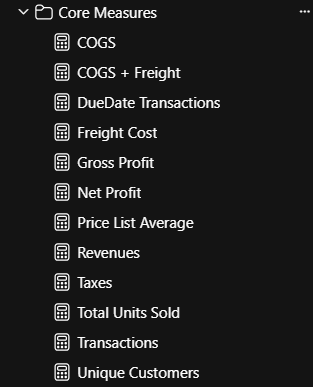 Core Measures
COGS
COGS + Freight
DueDate Transactions
Freight Cost
Gross Profit
Net Profit
Price List Average
Revenues
Taxes
Total Units Sold
Transactions
Unique Customers